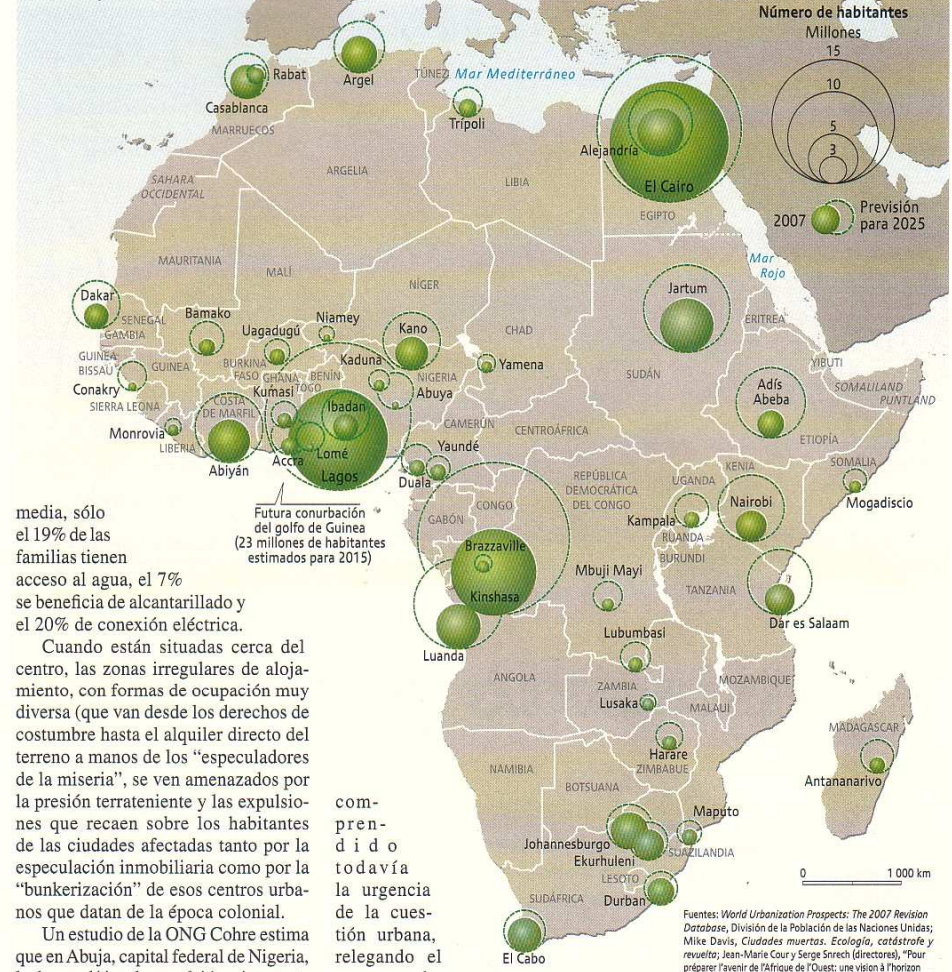 Número de habitantes
Millones
15
10
5
3
2007
Previsión
para 2025
Rabat
Argel
TÚNEZ
Mar Mediterráneo
Casablanca
MARRUECOS
Trípoli
Alejandría
El Cairo
EGIPTO
SAHARA
OCCIDENTAL
ARGELIA
LIBIA
MAURITANIA
MALÍ
NÍGER
Mar
Rojo
Dakar
SENEGAL
GAMBIA
Bamako
Niamey
Uagadugú
Kano
CHAD
Jartum
ERITREA
GUINEA
BISSAU
GUINEA
BURKINA
FASO
GHANA
BENÍN
TOGO
Kaduna
NIGERIA
Yamena
SUDÁN
YIBUTI
Conakry
SIERRA LEONA
Kumasi
Abuya
Adís
Abeba
SOMALILAND
PUNTLAND
COSTA
DE MARFIL
Ibadan
CAMERÚN
CENTROÁFRICA
ETIOPÍA
Monrovia
LIBERIA
Abiyán
Accra
Lomé
Lagos
Yaundé
Duala
SOMALIA
Mogadiscio
KENIA
UGANDA
Nairobi
REPÚBLICA
DEMOCRÁTICA
DEL CONGO
Futura conurbación
del golfo de Guinea
(23 millones de habitantes
estimados para 2015)
GABÓN
CONGO
Kampala
RUANDA
BURUNDI
Brazzaville
Kinshasa
Mbuji Mayi
TANZANIA
Dar es Salaam
Luanda
Lubumbasi
ANGOLA
ZAMBIA
Lusaka
MALAUI
MOZAMBIQUE
MADAGASCAR
Antananarivo
NAMIBIA
Harare
ZIMBABUE
BOTSUANA
Maputo
Johannesburgo
Ekurhuleni
SUAZILANDIA
LESOTO
Durban
SUDÁFRICA
El Cabo
0 1 000 km
media, sólo
el 19% de las
familias tienen
acceso al agua, el 7%
se beneficia de alcantarillado y
el 20% de conexión eléctrica.
Cuando están situadas cerca del
centro, las zonas irregulares de aloja-
miento, con formas de ocupación muy
diversa (que van desde los derechos de
costumbre hasta el alquiler directo del
terreno a manos de los “especuladores
de la miseria”, se ven amenazados por
la presión terrateniente y las expulsio-
nes que recaen sobre los habitantes
de las ciudades afectadas tanto por la
especulación inmobiliaria como por la
“bunkerización” de esos centros urba-
nos que datan de la época colonial.
Un estudio de la ONG Cohre estima
que en Abuja, capital federal de Nigeria,
com-
pren-
dido
todavía
la urgencia
de la cues-
tión urbana,
relegando el
Fuentes: World Urbanization Prospects: The 2007 Revision
Database, División de la Población de las Naciones Unidas;
Mike Davis, Ciudades muertas. Ecología, catástrofe y
revuelta; Jean-Marie Cour y Serge Snrech (directores), “Pour
préparer l'avenir de l'Afrique de l'Ouest: une vision à l'horizon